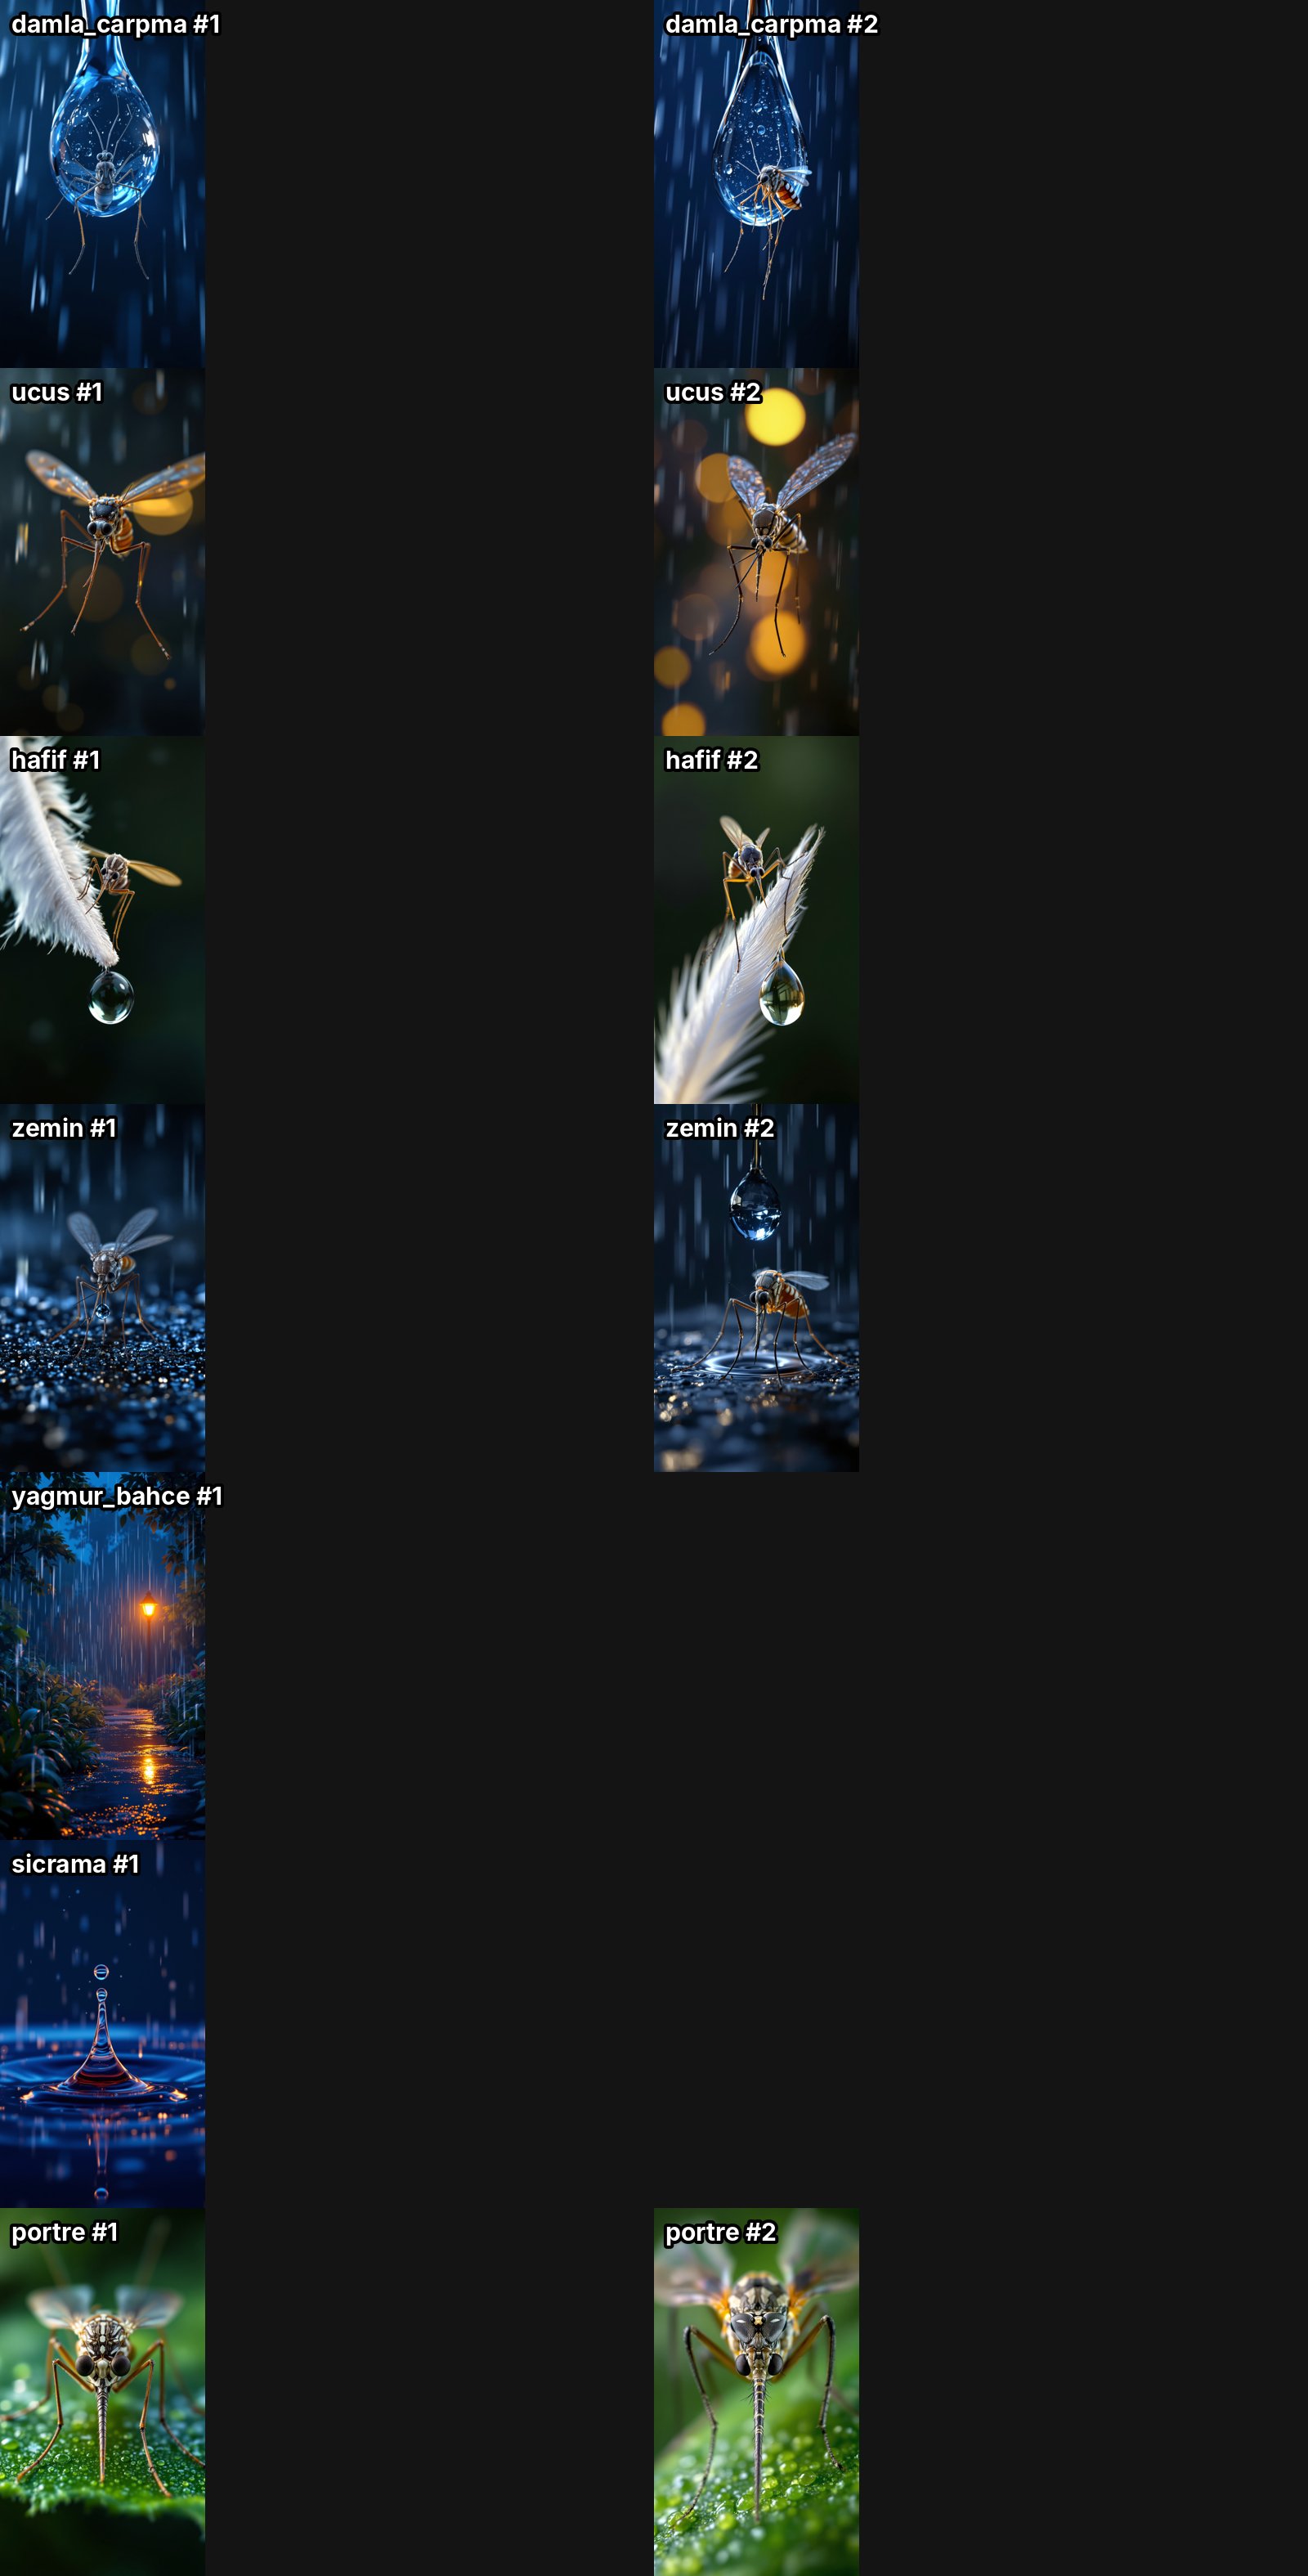 damla_carpma #1
damla_carpma #2
ucus #1
ucus #2
hafif #1
hafif #2
zemin #1
zemin #2
yagmur_bahce #1
sicrama #1
portre #1
portre #2